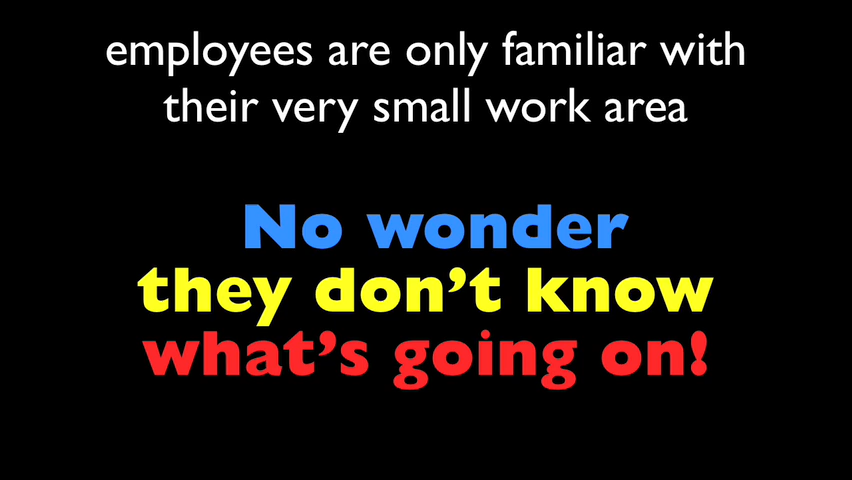 employees are only familiar with
their very small work area
No wonder
they don’t know
what’s going on!